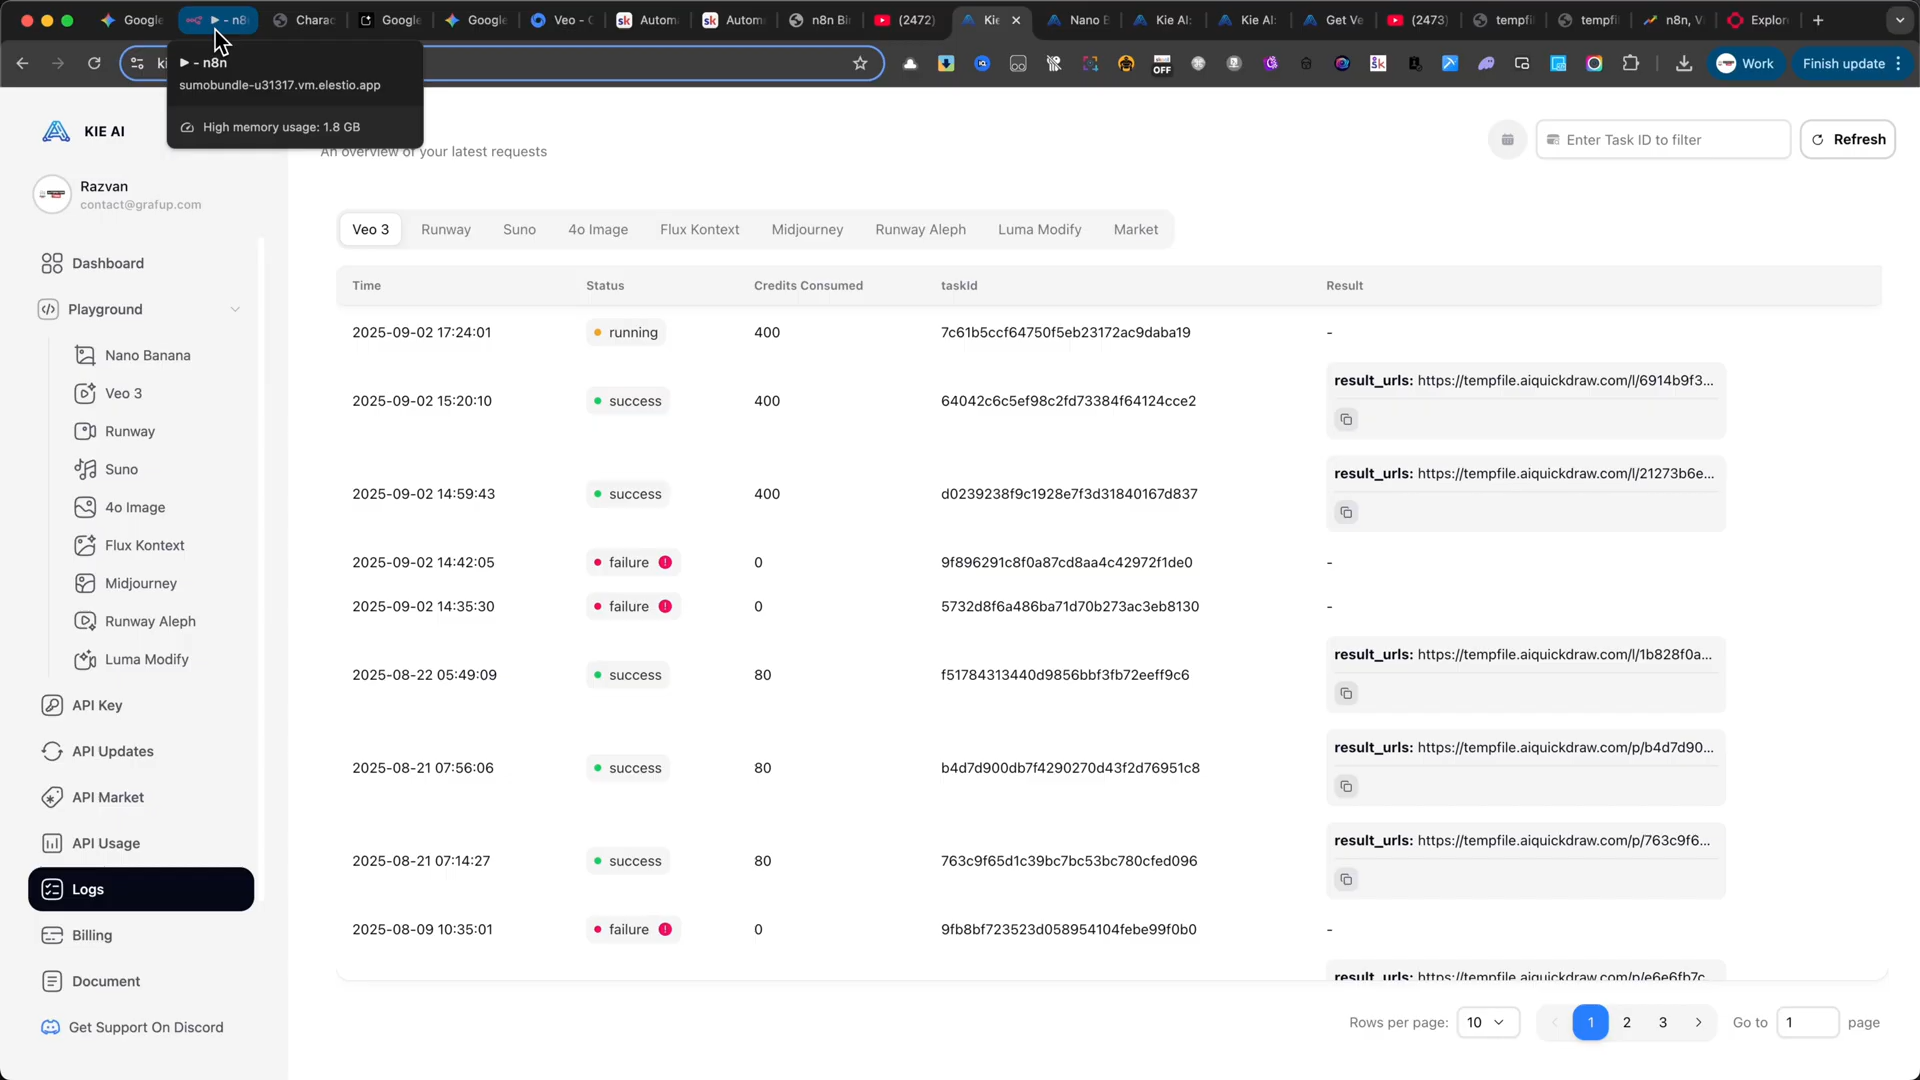 Google
▶ - n8n
Charac
Google
Google
Veo - G
Autom
Autom
n8n Bi
(2472)
Kie
Nano B
Kie AI:
Kie AI:
Get Ve
(2473)
tempfi
tempfi
n8n, V
Explor
ki
OFF
Work
Finish update
▶ - n8n
sumobundle-u31317.vm.elestio.app
High memory usage: 1.8 GB
KIE AI
An overview of your latest requests
Enter Task ID to filter
Refresh
Razvan
contact@grafup.com
Dashboard
Playground
Nano Banana
Veo 3
Runway
Suno
4o Image
Flux Kontext
Midjourney
Runway Aleph
Luma Modify
API Key
API Updates
API Market
API Usage
Logs
Billing
Document
Get Support On Discord
Veo 3 Runway Suno 4o Image Flux Kontext Midjourney Runway Aleph Luma Modify Market
Time Status Credits Consumed taskId Result
2025-09-02 17:24:01 running 400 7c61b5ccf64750f5eb23172ac9daba19 -
2025-09-02 15:20:10 success 400 64042c6c5ef98c2fd73384f64124cce2 result_urls: https://tempfile.aiquickdraw.com/l/6914b9f3...
2025-09-02 14:59:43 success 400 d0239238f9c1928e7f3d31840167d837 result_urls: https://tempfile.aiquickdraw.com/l/21273b6e...
2025-09-02 14:42:05 failure 0 9f896291c8f0a87cd8aa4c42972f1de0 -
2025-09-02 14:35:30 failure 0 5732d8f6a486ba71d70b273ac3eb8130 -
2025-08-22 05:49:09 success 80 f51784313440d9856bbf3fb72eeff9c6 result_urls: https://tempfile.aiquickdraw.com/l/1b828f0a...
2025-08-21 07:56:06 success 80 b4d7d900db7f4290270d43f2d76951c8 result_urls: https://tempfile.aiquickdraw.com/p/b4d7d90...
2025-08-21 07:14:27 success 80 763c9f65d1c39bc7bc53bc780cfed096 result_urls: https://tempfile.aiquickdraw.com/p/763c9f6...
2025-08-09 10:35:01 failure 0 9fb8bf723523d058954104febe99f0b0 -
result_urls: https://tempfile.aiquickdraw.com/p/e6e6fb7c
Rows per page: 10 1 2 3 Go to 1 page